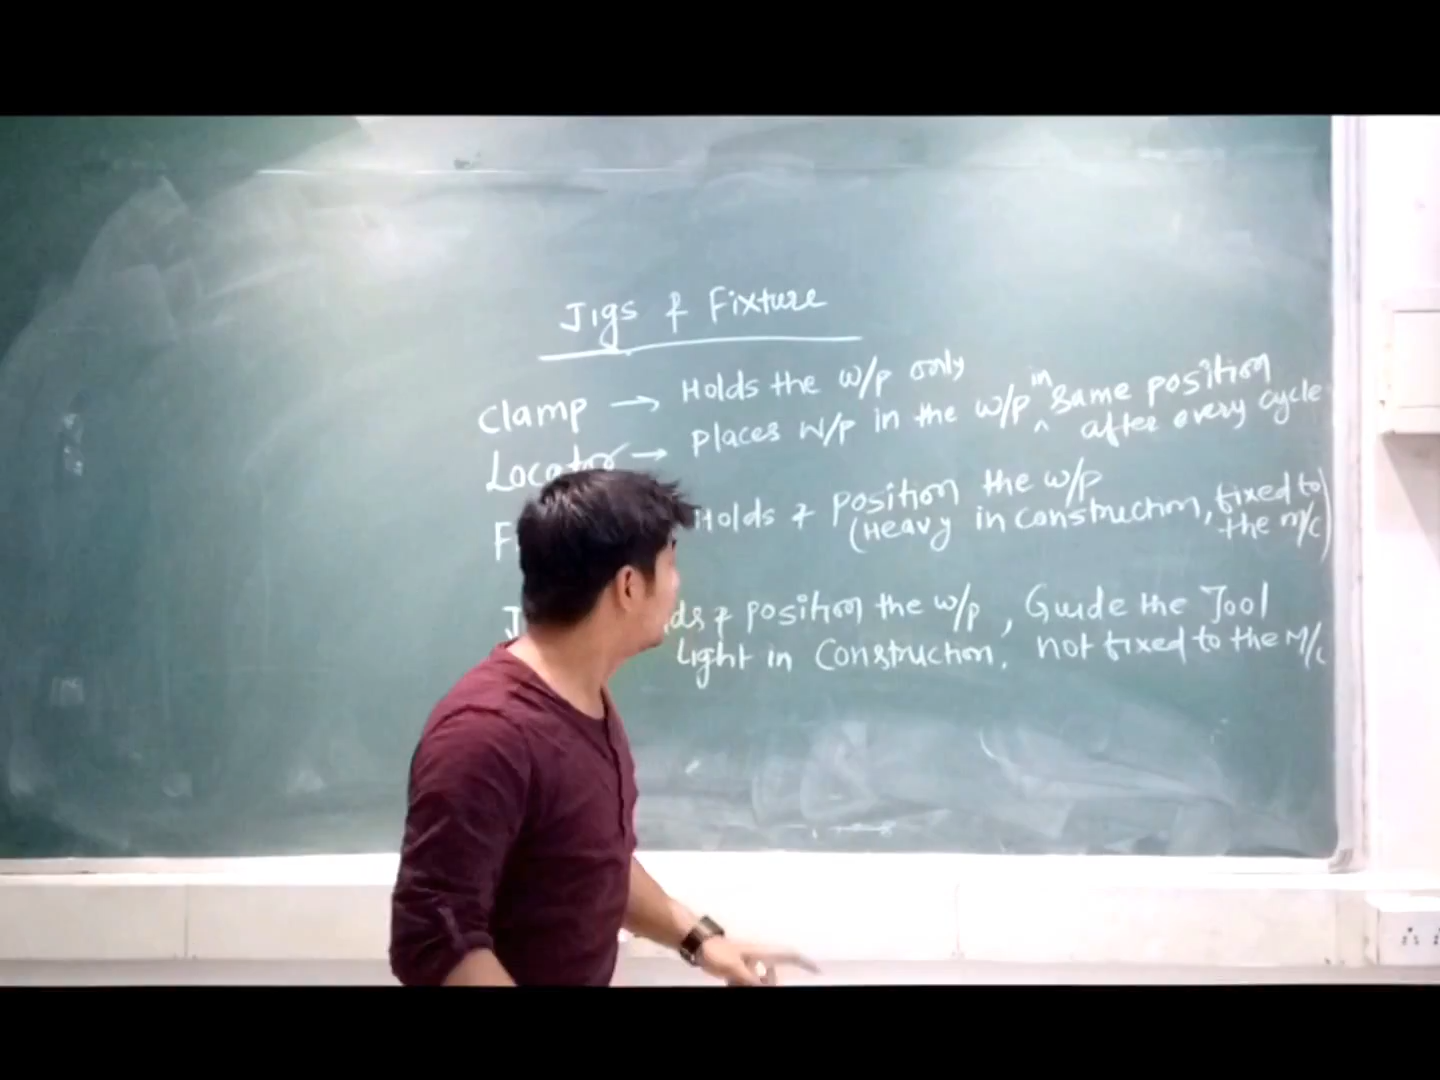 Jigs & Fixture
Clamp → Holds the w/p only
Locator → Places w/p in the w/p in same position
after every cycle
Holds & Position the w/p
(Heavy in construction, fixed to
the m/c)
position the w/p, Guide the Tool
Light in Construction. not fixed to the M/C